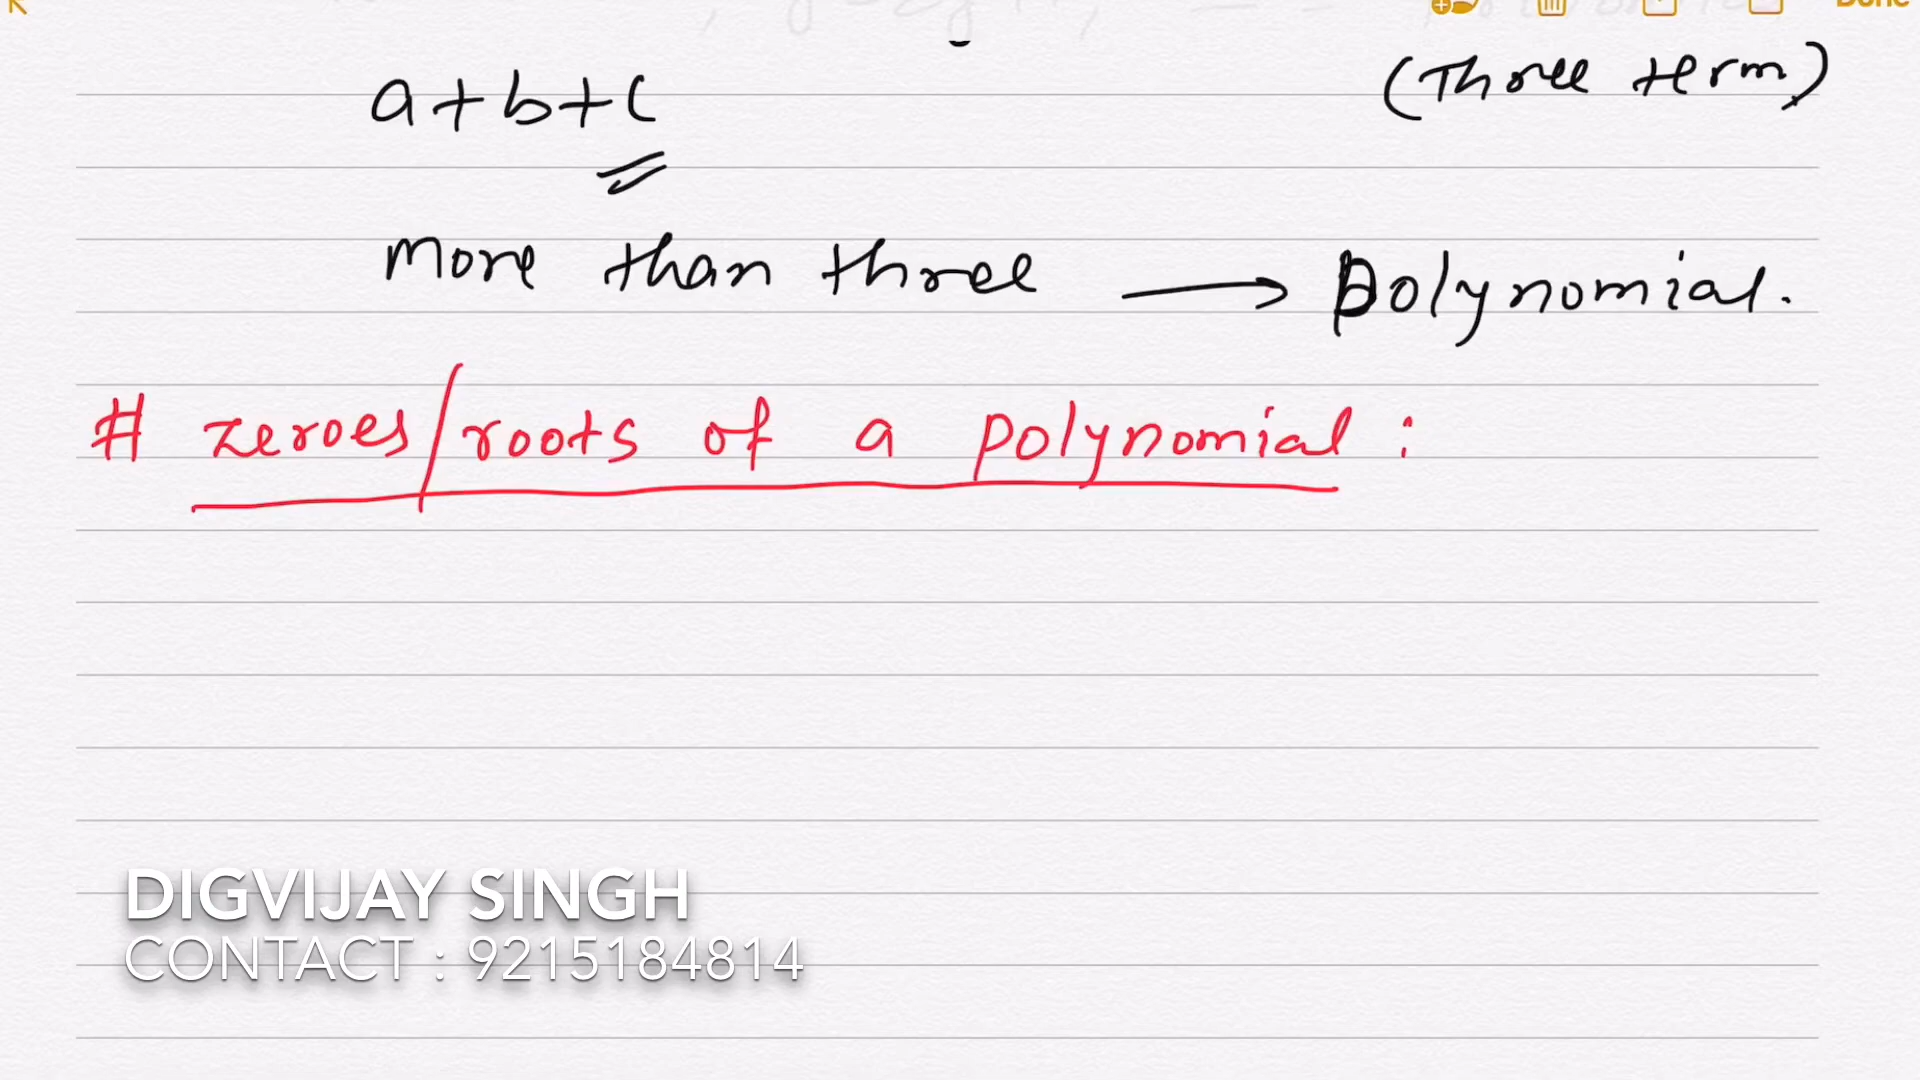 a+b+c (Three term)
More than three → Polynomial.
# zeroes/roots of a polynomial :
DIGVIJAY SINGH
CONTACT : 9215184814